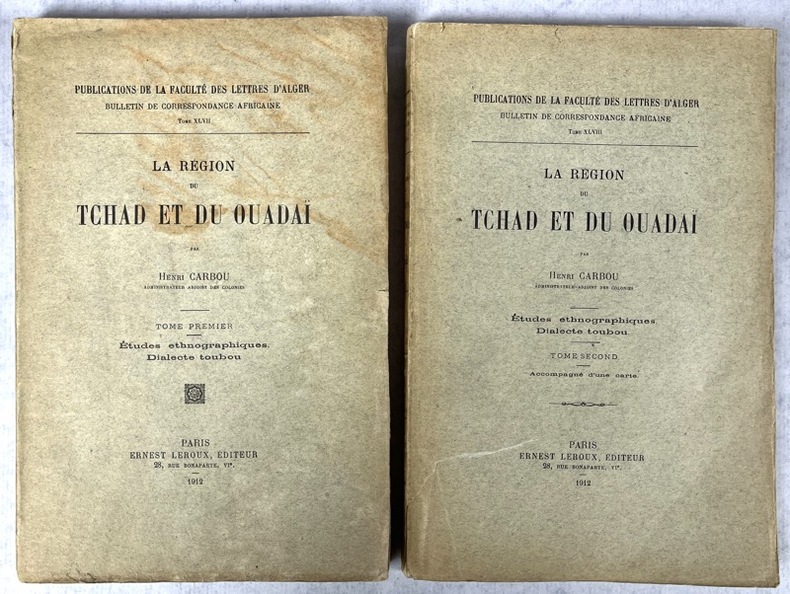 PUBLICATIONS DE LA FACULTÉ DES LETTRES D'ALGER
BULLETIN DE CORRESPONDANCE AFRICAINE
TOME XLVII
LA RÉGION
DU
TCHAD ET DU OUADAÏ
PAR
HENRI CARBOU
ADMINISTRATEUR ADJOINT DES COLONIES
TOME PREMIER
Études ethnographiques.
Dialecte toubou
PARIS
ERNEST LEROUX, ÉDITEUR
28, RUE BONAPARTE, VIe.
1912
PUBLICATIONS DE LA FACULTÉ DES LETTRES D'ALGER
BULLETIN DE CORRESPONDANCE AFRICAINE
TOME XLVIII
LA RÉGION
DU
TCHAD ET DU OUADAÏ
PAR
HENRI CARBOU
ADMINISTRATEUR-ADJOINT DES COLONIES
Études ethnographiques.
Dialecte toubou.
TOME SECOND
Accompagné d'une carte.
PARIS
ERNEST LEROUX, ÉDITEUR
28, RUE BONAPARTE, VIe.
1912